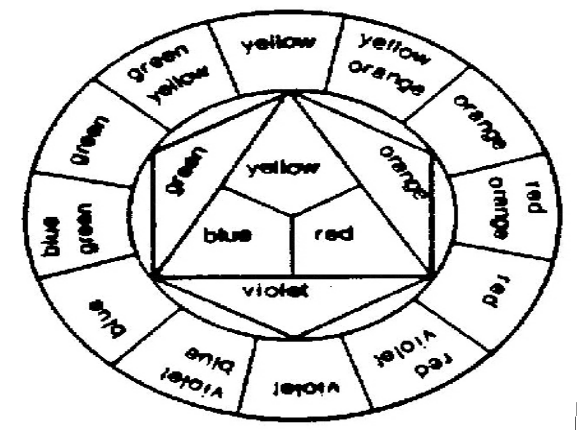 yellow
yellow
orange
orange
red
orange
red
red
violet
violet
blue
violet
blue
blue
green
green
green
yellow
green
yellow
orange
blue
red
violet